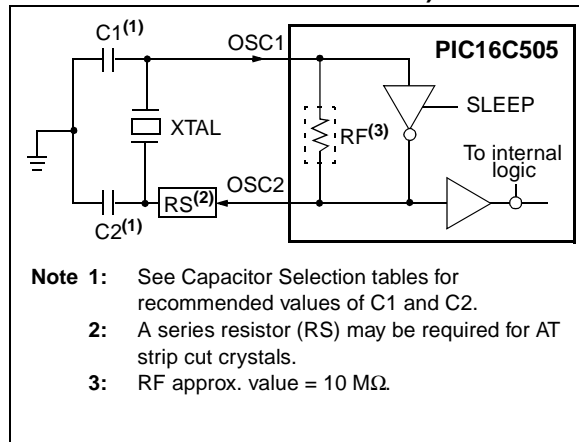 C1(1)
OSC1
PIC16C505
SLEEP
XTAL
RF(3)
To internal
logic
OSC2
RS(2)
C2(1)
Note 1: See Capacitor Selection tables for
recommended values of C1 and C2.
2: A series resistor (RS) may be required for AT
strip cut crystals.
3: RF approx. value = 10 MΩ.